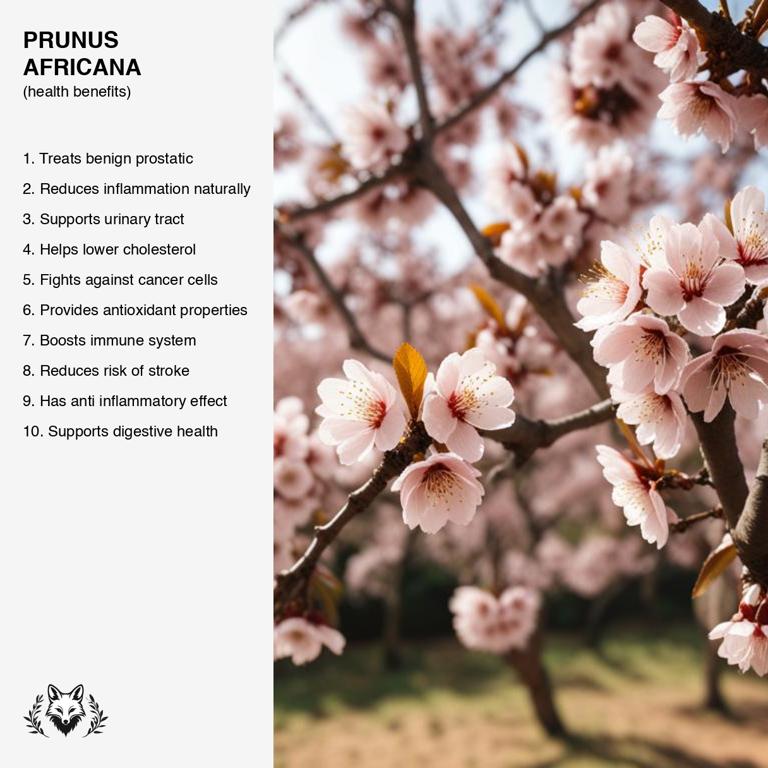 PRUNUS
AFRICANA
(health benefits)
1. Treats benign prostatic
2. Reduces inflammation naturally
3. Supports urinary tract
4. Helps lower cholesterol
5. Fights against cancer cells
6. Provides antioxidant properties
7. Boosts immune system
8. Reduces risk of stroke
9. Has anti inflammatory effect
10. Supports digestive health